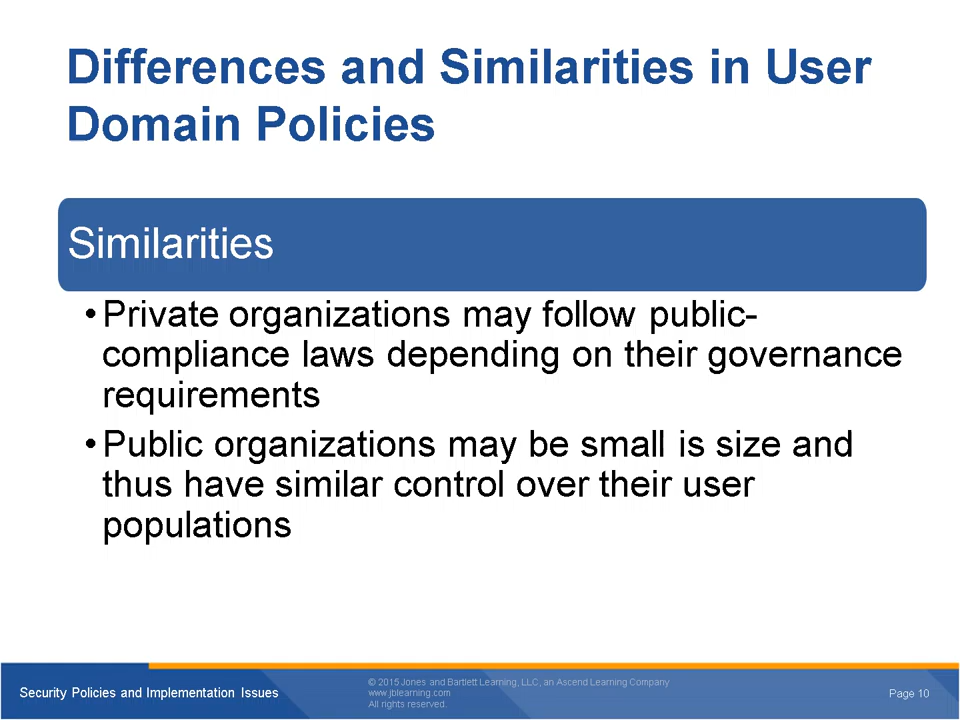 Differences and Similarities in User
Domain Policies
Similarities
•Private organizations may follow public-
compliance laws depending on their governance
requirements
•Public organizations may be small is size and
thus have similar control over their user
populations
Security Policies and Implementation Issues
© 2015 Jones and Bartlett Learning, LLC, an Ascend Learning Company
www.jblearning.com
All rights reserved.
Page 10